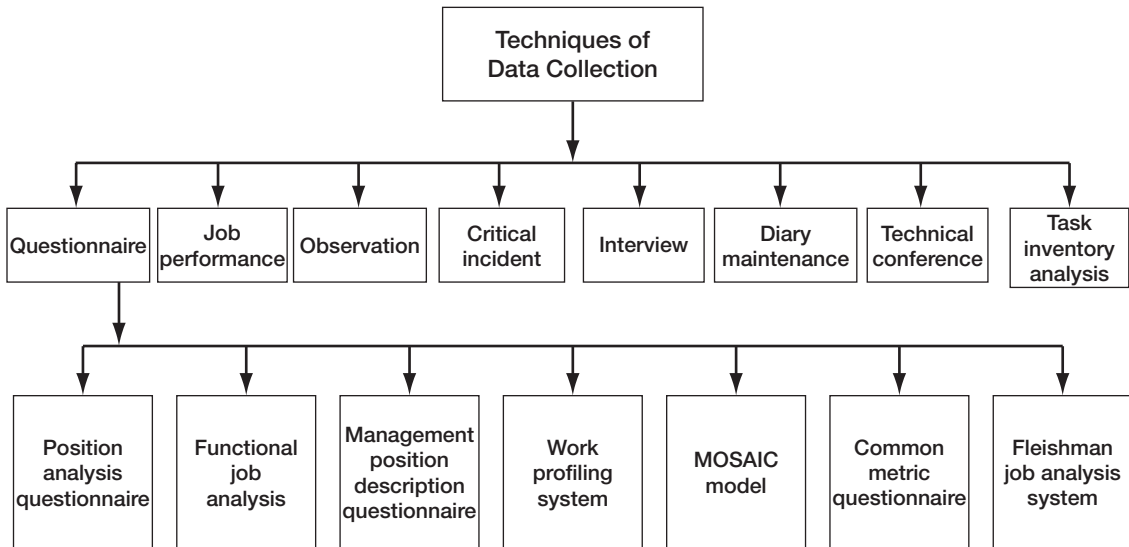 Techniques of
Data Collection
Questionnaire
Job
performance
Observation
Critical
incident
Interview
Diary
maintenance
Technical
conference
Task
inventory
analysis
Position
analysis
questionnaire
Functional
job
analysis
Management
position
description
questionnaire
Work
profiling
system
MOSAIC
model
Common
metric
questionnaire
Fleishman
job analysis
system